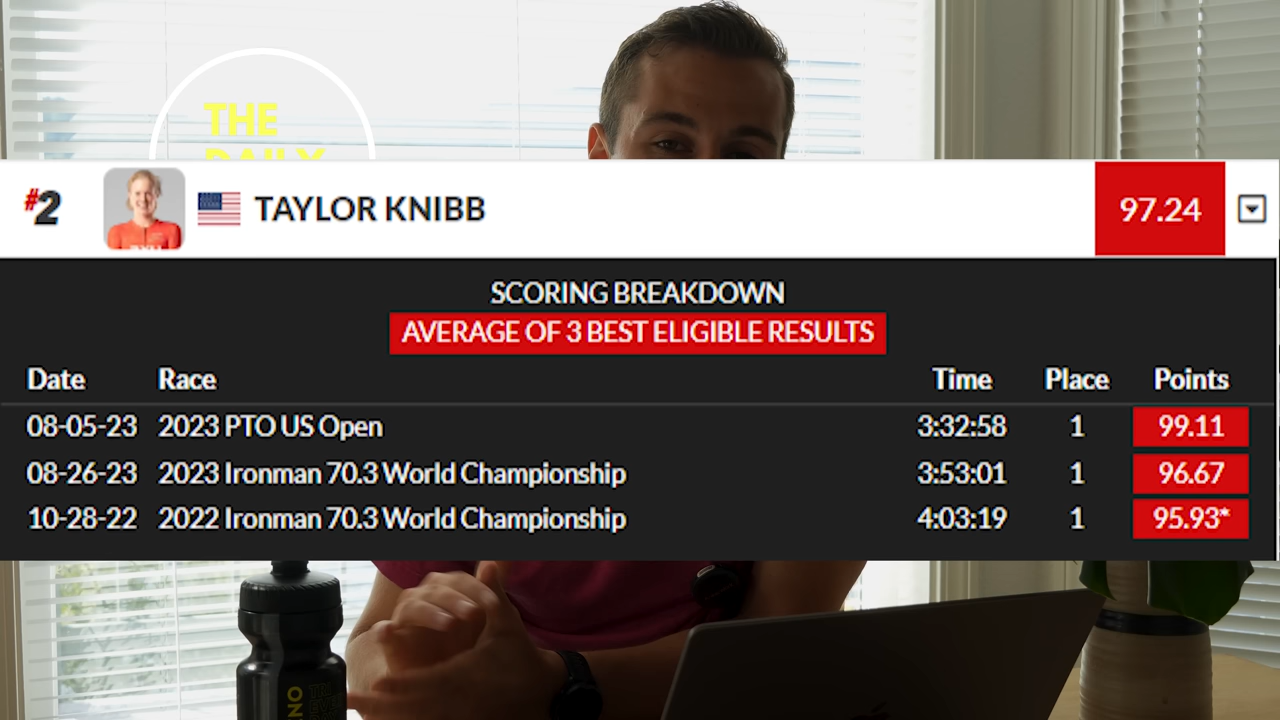 THE
DAILY
#2 TAYLOR KNIBB 97.24
SCORING BREAKDOWN
AVERAGE OF 3 BEST ELIGIBLE RESULTS
Date Race Time Place Points
08-05-23 2023 PTO US Open 3:32:58 1 99.11
08-26-23 2023 Ironman 70.3 World Championship 3:53:01 1 96.67
10-28-22 2022 Ironman 70.3 World Championship 4:03:19 1 95.93*